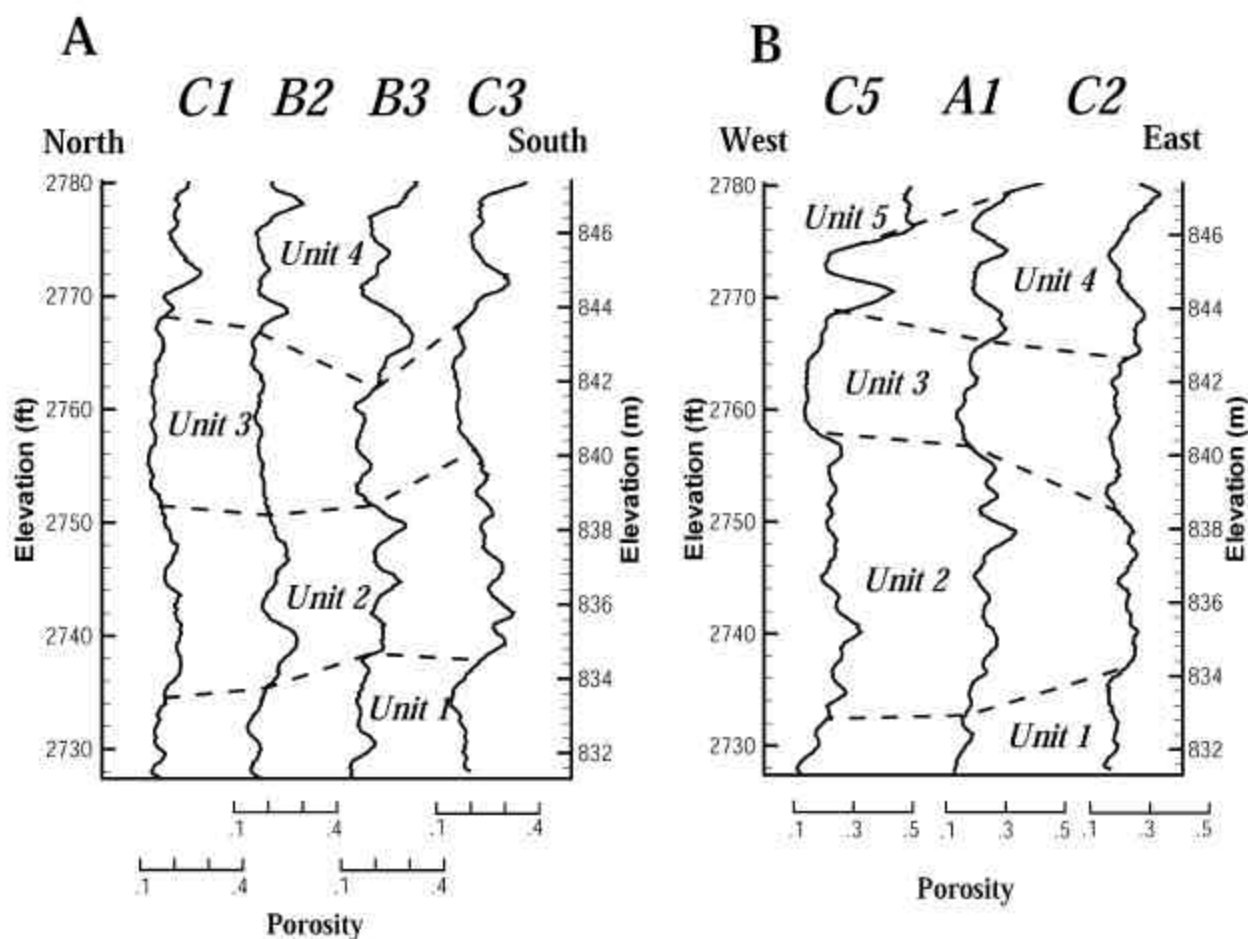 A
C1 B2 B3 C3
North South
2780
2770
2760
2750
2740
2730
Elevation (ft)
846
844
842
840
838
836
834
832
Elevation (m)
Unit 4
Unit 3
Unit 2
Unit 1
.1 .4 .1 .4
.1 .4 .1 .4
Porosity
B
C5 A1 C2
West East
2780
2770
2760
2750
2740
2730
Elevation (ft)
846
844
842
840
838
836
834
832
Elevation (m)
Unit 5
Unit 4
Unit 3
Unit 2
Unit 1
.1 .3 .5 .1 .3 .5 .1 .3 .5
Porosity